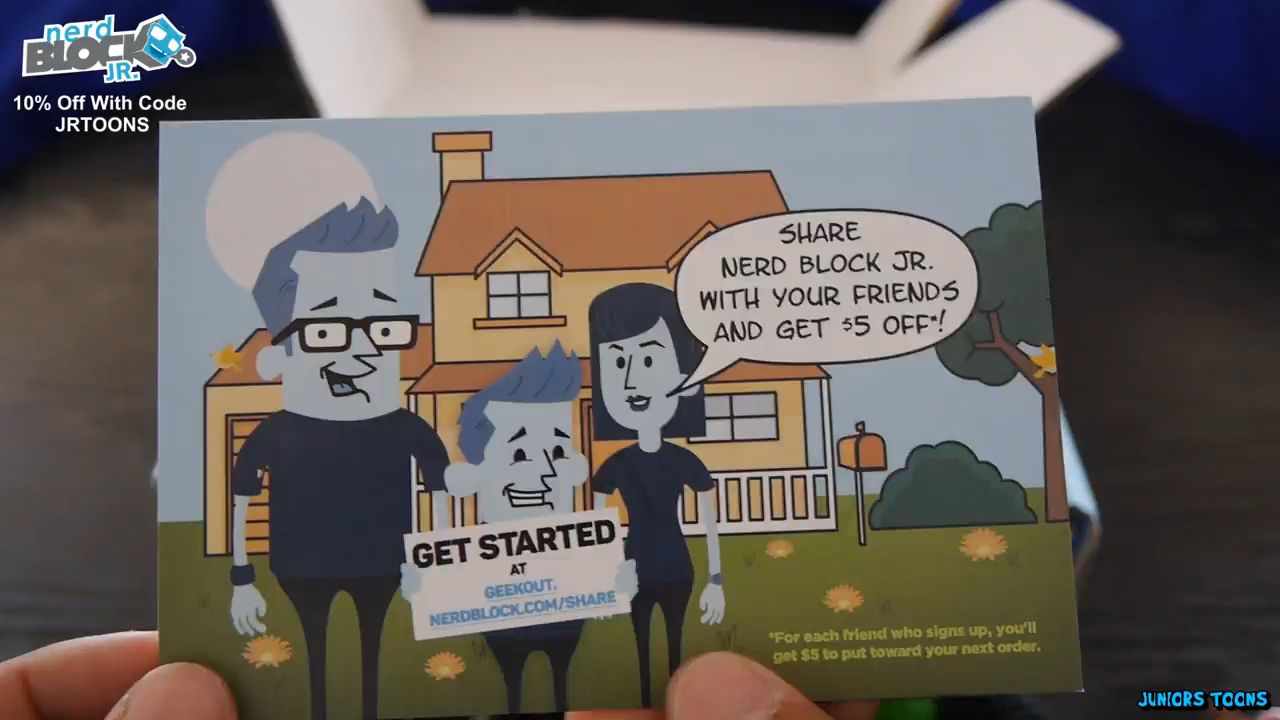 nerd
BLOCK
JR.
10% Off With Code
JRTOONS
SHARE
NERD BLOCK JR.
WITH YOUR FRIENDS
AND GET $5 OFF*!
GET STARTED
AT
GEEKOUT.
NERDBLOCK.COM/SHARE
*For each friend who signs up, you'll
get $5 to put toward your next order.
JUNIORS TOONS